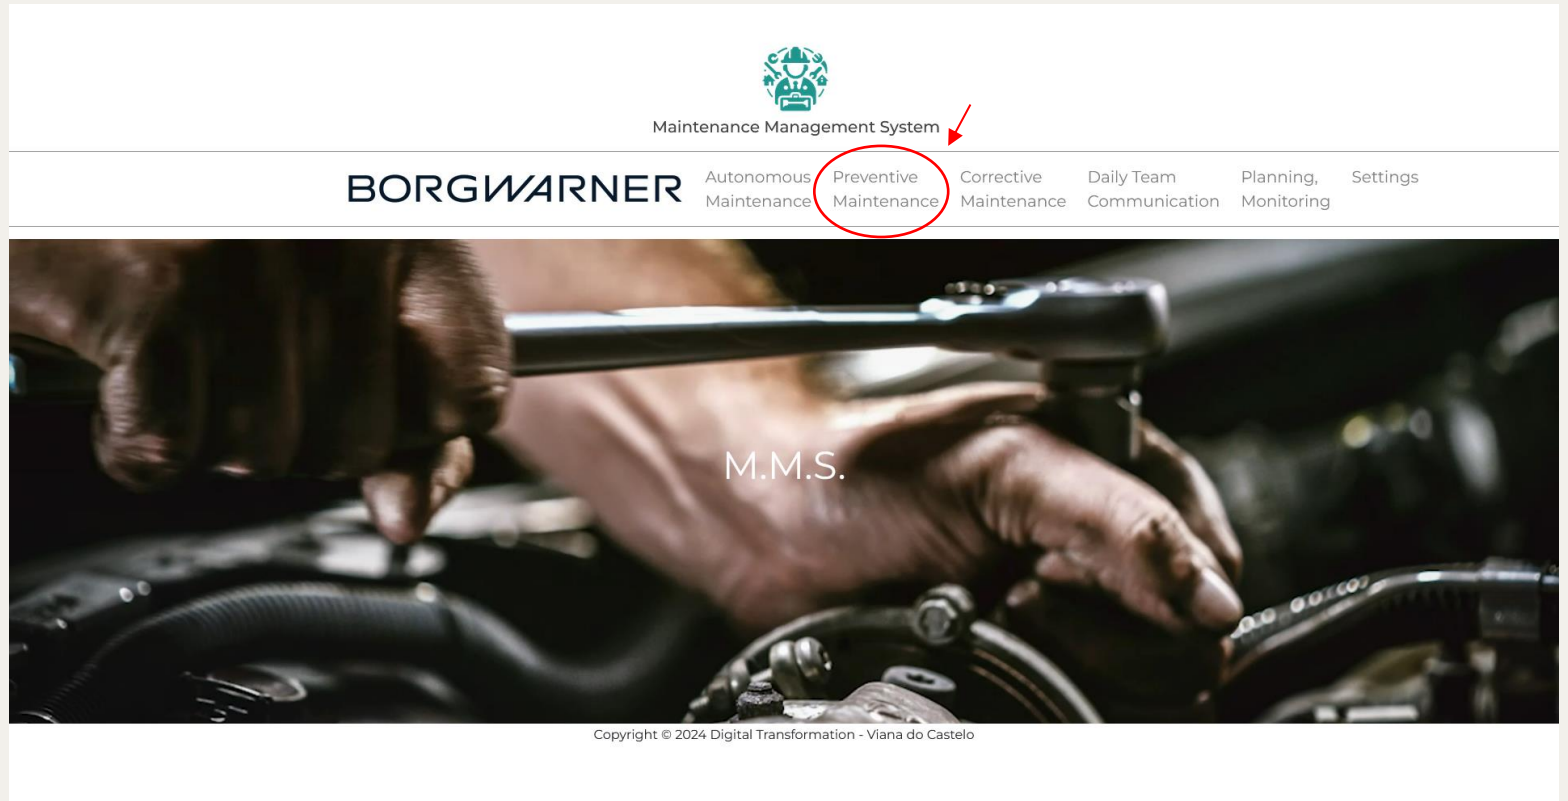 Maintenance Management System
BORGWARNER
Autonomous
Maintenance
Preventive
Maintenance
Corrective
Maintenance
Daily Team
Communication
Planning,
Monitoring
Settings
M.M.S.
Copyright © 2024 Digital Transformation - Viana do Castelo